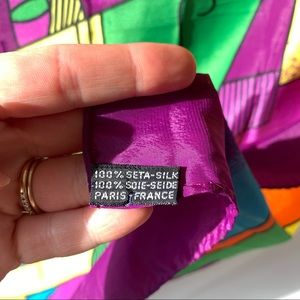 100% SETA-SILK
100% SOIE-SEIDE
PARIS-FRANCE